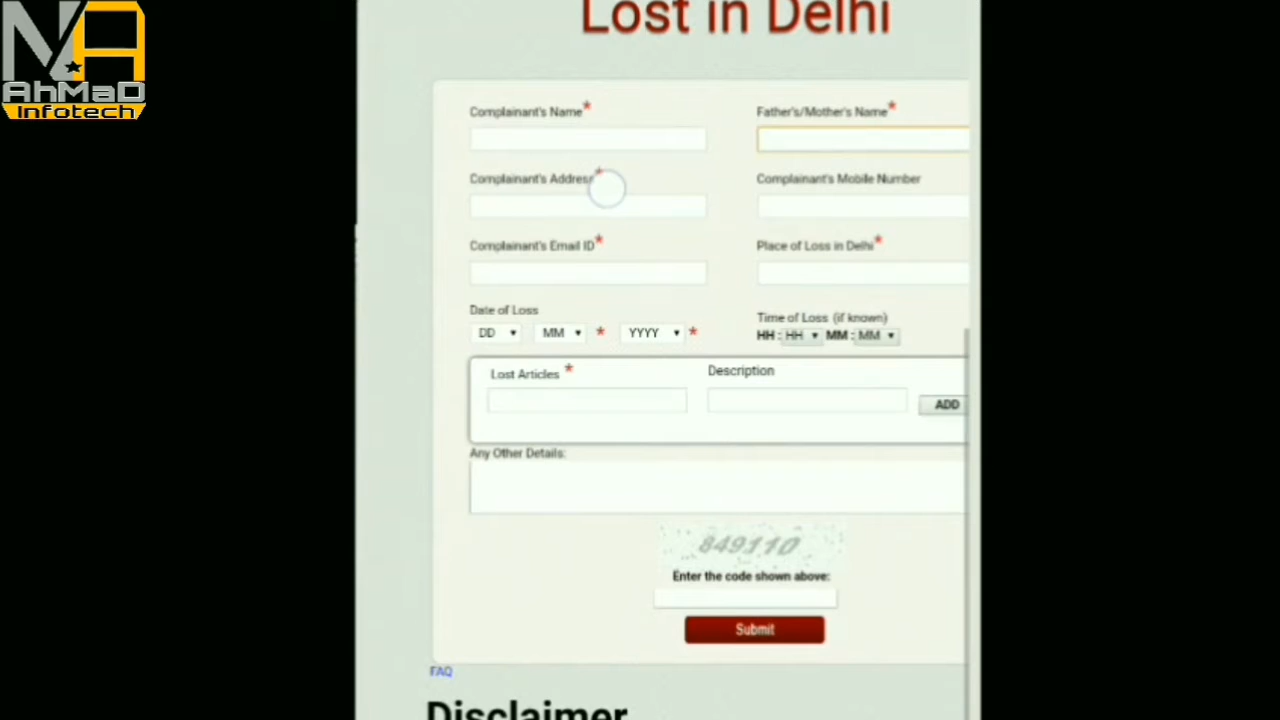 NA
AhMaD
Infotech
Lost in Delhi
Complainant's Name* Father's/Mother's Name*
Complainant's Address* Complainant's Mobile Number
Complainant's Email ID* Place of Loss in Delhi*
Date of Loss Time of Loss (if known)
DD MM * YYYY * HH : HH MM : MM
Lost Articles * Description
ADD
Any Other Details:
849110
Enter the code shown above:
Submit
FAQ
Disclaimer